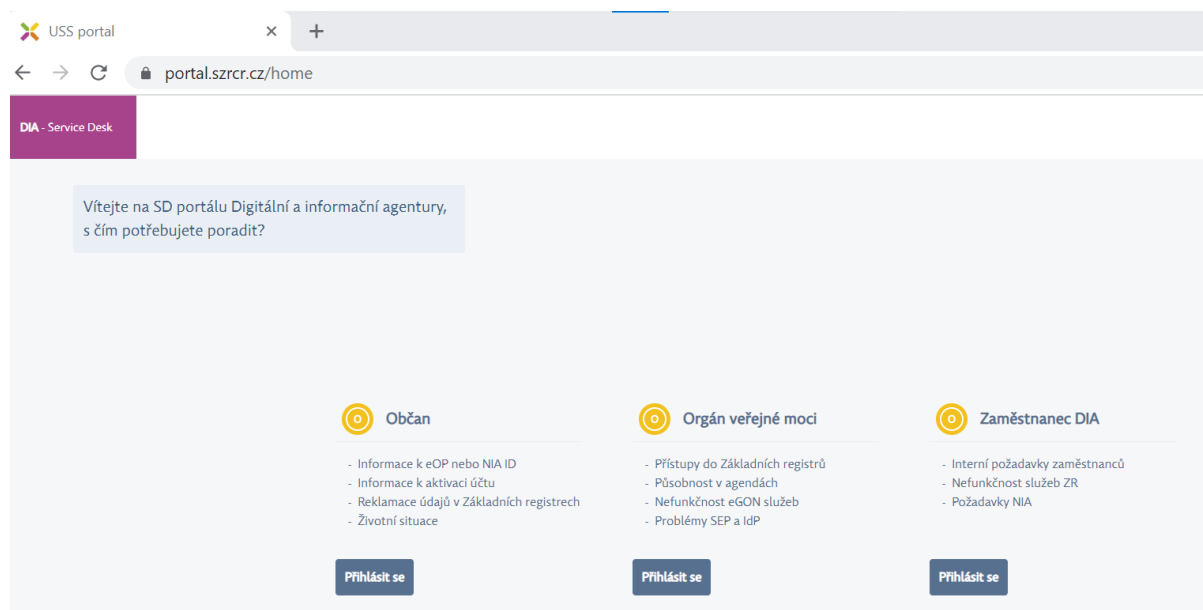 USS portal
portal.szrcr.cz/home
DIA - Service Desk
Vítejte na SD portálu Digitální a informační agentury,
s čím potřebujete poradit?
O Občan
- Informace k eOP nebo NIA ID
- Informace k aktivaci účtu
- Reklamace údajů v Základních registrech
- Životní situace
Přihlásit se
O Orgán veřejné moci
- Přístupy do Základních registrů
- Působnost v agendách
- Nefunkčnost eGON služeb
- Problémy SEP a IdP
Přihlásit se
O Zaměstnanec DIA
- Interní požadavky zaměstnanců
- Nefunkčnost služeb ZR
- Požadavky NIA
Přihlásit se